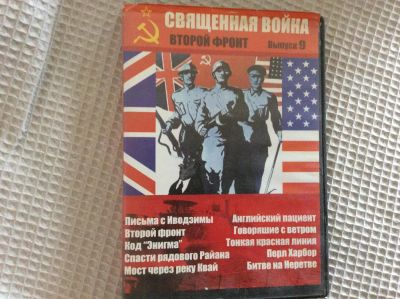 СВЯЩЕННАЯ ВОЙНА
ВТОРОЙ ФРОНТ Выпуск 9
Письма с Иводзимы
Второй фронт
Код "Энигма"
Спасти рядового Райана
Мост через реку Квай
Английский пациент
Говорящие с ветром
Тонкая красная линия
Перл Харбор
Битве на Неретве